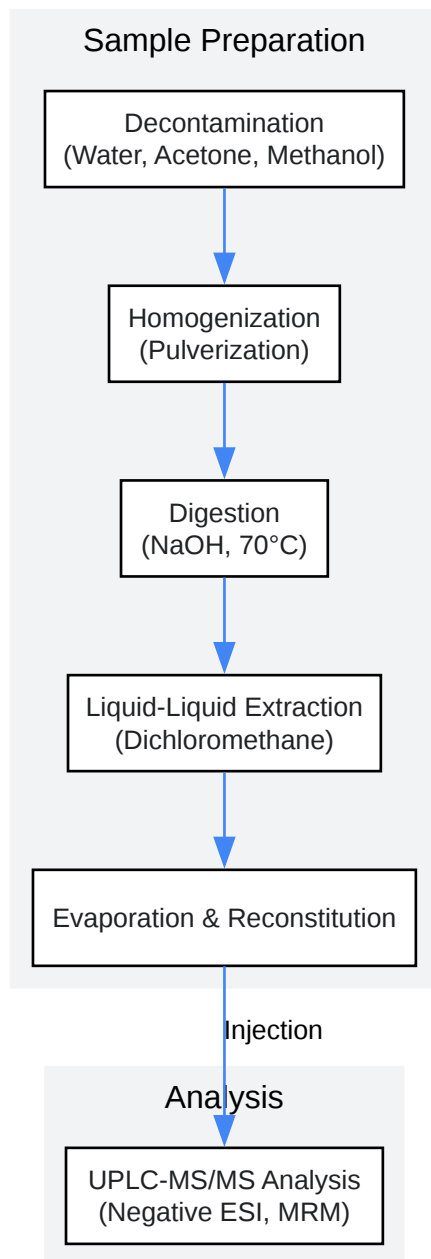 Sample Preparation
Decontamination
(Water, Acetone, Methanol)
Homogenization
(Pulverization)
Digestion
(NaOH, 70°C)
Liquid-Liquid Extraction
(Dichloromethane)
Evaporation & Reconstitution
Injection
Analysis
UPLC-MS/MS Analysis
(Negative ESI, MRM)